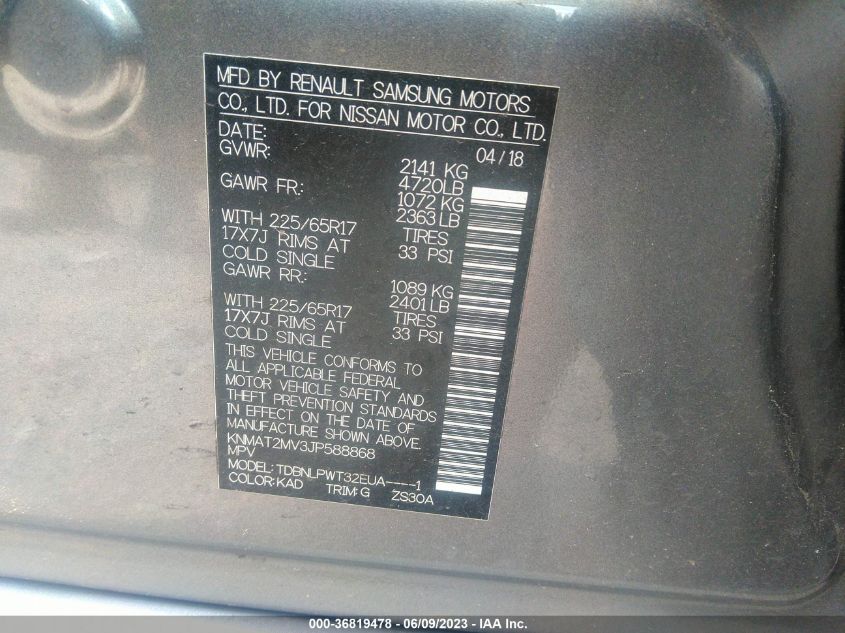 MFD BY RENAULT SAMSUNG MOTORS
CO., LTD. FOR NISSAN MOTOR CO., LTD.
DATE: 04/18
GVWR: 2141 KG
4720LB
GAWR FR.: 1072 KG
2363 LB
WITH 225/65R17 TIRES
17X7J RIMS AT 33 PSI
COLD SINGLE
GAWR RR.: 1089 KG
2401LB
WITH 225/65R17 TIRES
17X7J RIMS AT 33 PSI
COLD SINGLE
THIS VEHICLE CONFORMS TO
ALL APPLICABLE FEDERAL
MOTOR VEHICLE SAFETY AND
THEFT PREVENTION STANDARDS
IN EFFECT ON THE DATE OF
MANUFACTURE SHOWN ABOVE.
KNMAT2MV3JP588868
MPV
MODEL: TDBNLPWT32EUA----1
COLOR:KAD TRIM:G ZS30A
000-36819478 - 06/09/2023 - IAA Inc.